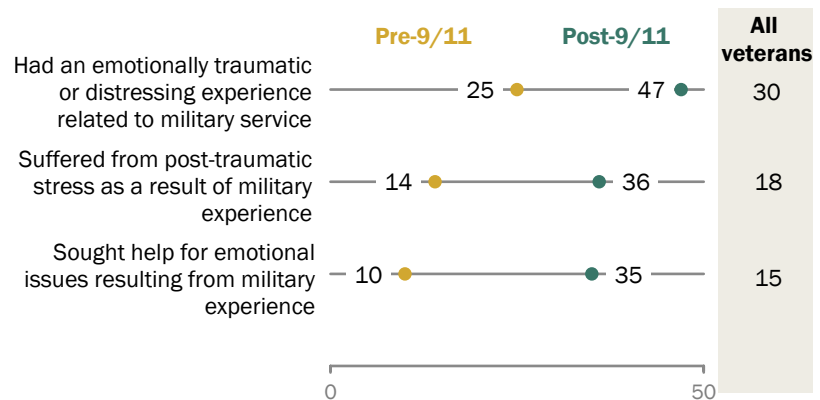 Pre-9/11 Post-9/11 All
veterans
Had an emotionally traumatic
or distressing experience
related to military service
25 47 30
Suffered from post-traumatic
stress as a result of military
experience
14 36 18
Sought help for emotional
issues resulting from military
experience
10 35 15
0 50